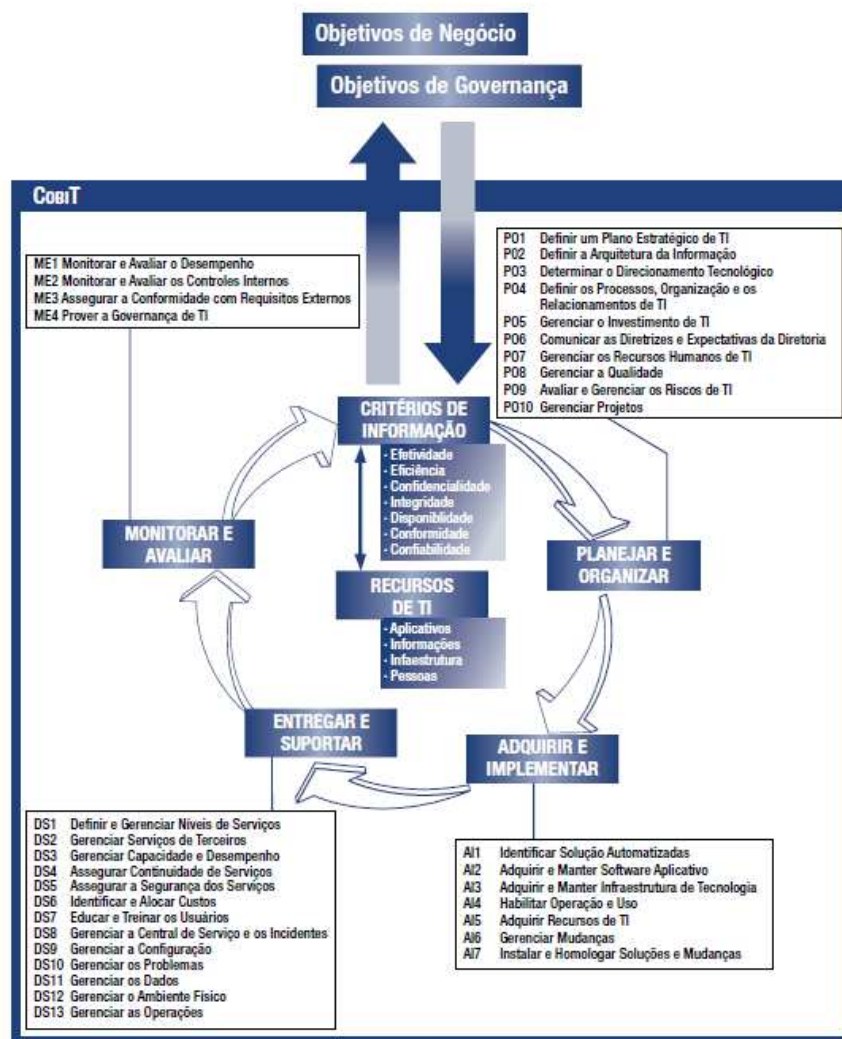 Objetivos de Negócio
Objetivos de Governança
COBIT
ME1 Monitorar e Avaliar o Desempenho
ME2 Monitorar e Avaliar os Controles Internos
ME3 Assegurar a Conformidade com Requisitos Externos
ME4 Prover a Governança de TI
PO1 Definir um Plano Estratégico de TI
PO2 Definir a Arquitetura da Informação
PO3 Determinar o Direcionamento Tecnológico
PO4 Definir os Processos, Organização e os
Relacionamentos de TI
PO5 Gerenciar o Investimento de TI
PO6 Comunicar as Diretrizes e Expectativas da Diretoria
PO7 Gerenciar os Recursos Humanos de TI
PO8 Gerenciar a Qualidade
PO9 Avaliar e Gerenciar os Riscos de TI
PO10 Gerenciar Projetos
CRITÉRIOS DE
INFORMAÇÃO
- Efetividade
- Eficiência
- Confidencialidade
- Integridade
- Disponiblidade
- Conformidade
- Confiabilidade
MONITORAR E
AVALIAR
PLANEJAR E
ORGANIZAR
RECURSOS
DE TI
- Aplicativos
- Informações
- Infaestrutura
- Pessoas
ENTREGAR E
SUPORTAR
ADQUIRIR E
IMPLEMENTAR
DS1 Definir e Gerenciar Níveis de Serviços
DS2 Gerenciar Serviços de Terceiros
DS3 Gerenciar Capacidade e Desempenho
DS4 Assegurar Continuidade de Serviços
DS5 Assegurar a Segurança dos Serviços
DS6 Identificar e Alocar Custos
DS7 Educar e Treinar os Usuários
DS8 Gerenciar a Central de Serviço e os Incidentes
DS9 Gerenciar a Configuração
DS10 Gerenciar os Problemas
DS11 Gerenciar os Dados
DS12 Gerenciar o Ambiente Físico
DS13 Gerenciar as Operações
AI1 Identificar Solução Automatizadas
AI2 Adquirir e Manter Software Aplicativo
AI3 Adquirir e Manter Infraestrutura de Tecnologia
AI4 Habilitar Operação e Uso
AI5 Adquirir Recursos de TI
AI6 Gerenciar Mudanças
AI7 Instalar e Homologar Soluções e Mudanças